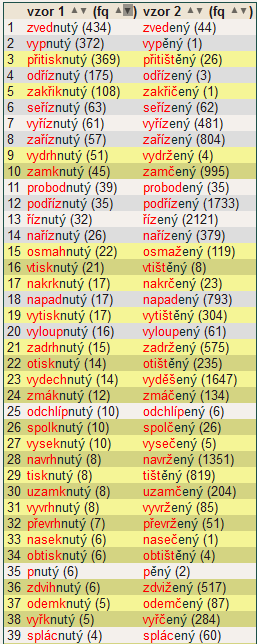 vzor 1 ▲▼ (fq ▲▼) vzor 2 ▲▼ (fq ▲▼)
1 zvednutý (434) zvedený (44)
2 vypnutý (372) vypěný (1)
3 přitisknutý (369) přitištěný (26)
4 odříznutý (175) odřízený (3)
5 zakřiknutý (108) zakřičený (1)
6 seříznutý (63) seřízený (62)
7 vyříznutý (61) vyřízený (481)
8 zaříznutý (57) zařízený (804)
9 vydrhnutý (51) vydržený (4)
10 zamknutý (45) zamčený (995)
11 probodnutý (39) probodený (35)
12 podříznutý (35) podřízený (1733)
13 říznutý (32) řízený (2121)
14 naříznutý (26) nařízený (379)
15 osmahnutý (22) osmažený (119)
16 vtisknutý (21) vtištěný (8)
17 nakrknutý (17) nakrčený (23)
18 napadnutý (17) napadený (793)
19 vytisknutý (17) vytištěný (304)
20 vyloupnutý (16) vyloupený (61)
21 zadrhnutý (15) zadržený (575)
22 otisknutý (14) otištěný (235)
23 vydechnutý (14) vyděšený (1647)
24 zmáknutý (12) zmáčený (134)
25 odchlípnutý (10) odchlípený (6)
26 spolknutý (10) spolčený (26)
27 vyseknutý (10) vysečený (5)
28 navrhnutý (8) navržený (1351)
29 tisknutý (8) tištěný (819)
30 uzamknutý (8) uzamčený (204)
31 vyvrhnutý (8) vyvržený (85)
32 převrhnutý (7) převržený (51)
33 naseknutý (6) nasečený (1)
34 obtisknutý (6) obtištěný (4)
35 pnutý (6) pěný (2)
36 zdvihnutý (6) zdvižený (517)
37 odemknutý (5) odemčený (87)
38 vyřknutý (5) vyřčený (284)
39 splácnutý (4) splácený (60)